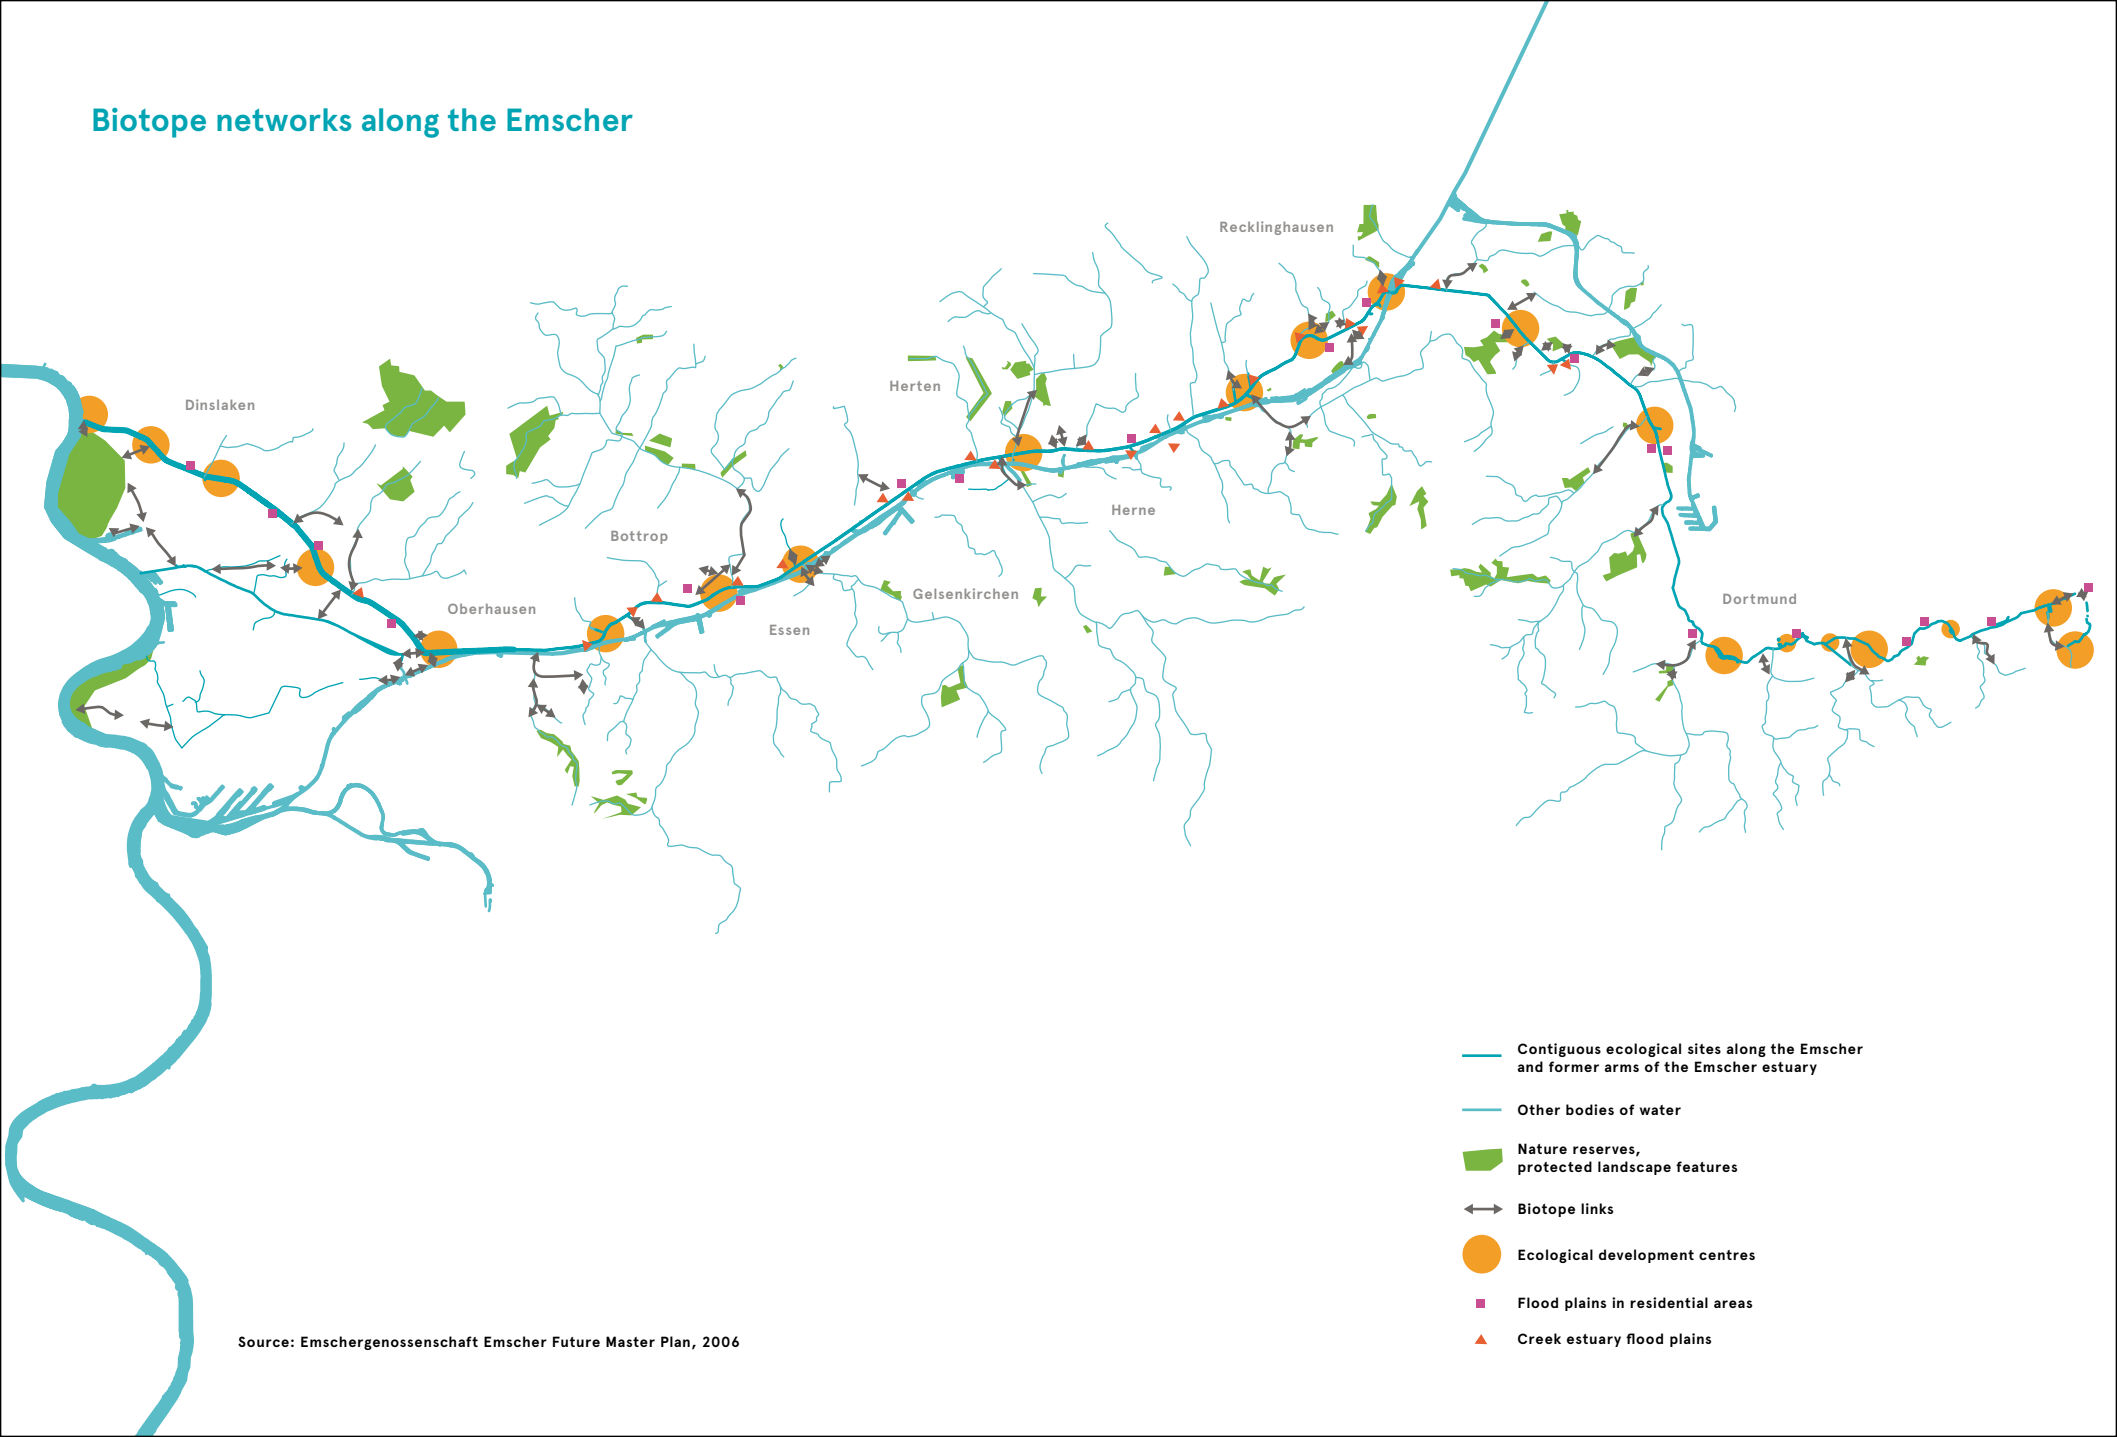 Biotope networks along the Emscher
Recklinghausen
Dinslaken
Herten
Herne
Bottrop
Gelsenkirchen
Oberhausen
Dortmund
Essen
Contiguous ecological sites along the Emscher
and former arms of the Emscher estuary
Other bodies of water
Nature reserves,
protected landscape features
Biotope links
Ecological development centres
Flood plains in residential areas
Creek estuary flood plains
Source: Emschergenossenschaft Emscher Future Master Plan, 2006